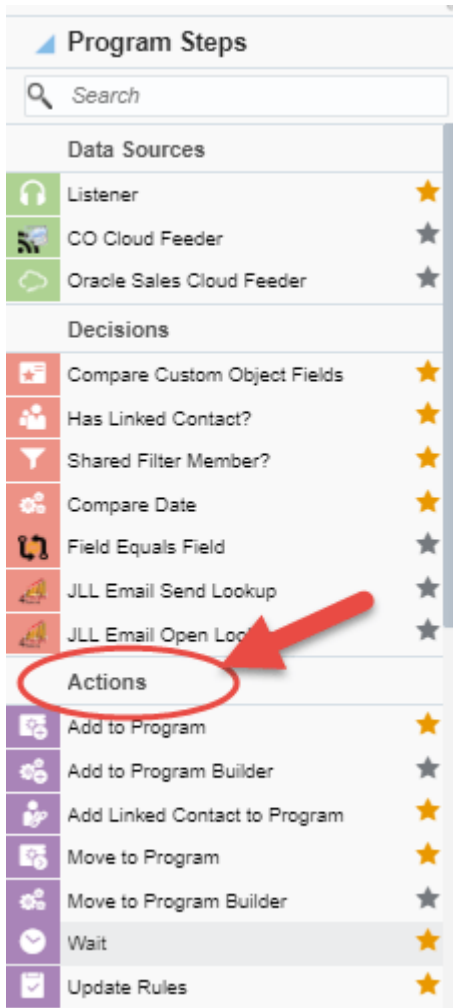 Program Steps
Search
Data Sources
Listener
CO Cloud Feeder
Oracle Sales Cloud Feeder
Decisions
Compare Custom Object Fields
Has Linked Contact?
Shared Filter Member?
Compare Date
Field Equals Field
JLL Email Send Lookup
JLL Email Open
Actions
Add to Program
Add to Program Builder
Add Linked Contact to Program
Move to Program
Move to Program Builder
Wait
Update Rules